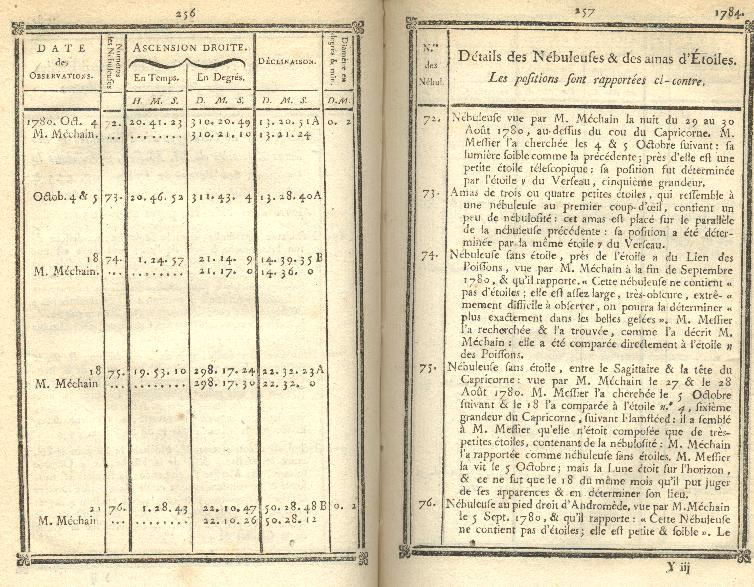 256
DATE
des
OBSERVATIONS.
Numéros
des Nébuleuses
ASCENSION DROITE.
En Temps.
En Degrés.
DÉCLINAISON.
Diamètre en
degrés & min.
H. M. S.
D. M. S.
D. M. S.
D. M.
1780. Oct. 4 72. 20. 41. 23 310. 20. 49 13. 20. 51A 0. 2
M. Méchain. ... ........ 310. 21. 10 13. 21. 24
Octob. 4 & 5 73. 20. 46. 52 311. 43. 4 13. 28. 40A
18 74. 1. 24. 57 21. 14. 9 14. 39. 35B
M. Méchain. ... ........ 21. 17. 0 14. 36. 0
18 75. 19. 53. 10 298. 17. 24 22. 32. 23A
M. Méchain ... ........ 298. 17. 30 22. 32. 0
21 76. 1. 28. 43 22. 10. 47 50. 28. 48B 0. 2
M. Méchain ... ........ 22. 10. 26 50. 28. 12
257
1784.
N.os
des
Nébul.
Détails des Nébuleuſes & des amas d'Étoiles.
Les poſitions ſont rapportées ci-contre.
72. Nébuleuſe vue par M. Méchain la nuit du 29 au 30
Août 1780, au-deſſus du cou du Capricorne. M.
Meſſier l'a cherchée les 4 & 5 Octobre ſuivant: ſa
lumière foible comme la précédente; près d'elle eſt une
petite étoile téleſcopique: ſa poſition fut déterminée
par l'étoile ν du Verſeau, cinquième grandeur.
73. Amas de trois ou quatre petites étoiles, qui reſſemble à
une nébuleuſe au premier coup-d'œil, contient un
peu de nébuloſité: cet amas eſt placé ſur le parallèle
de la nébuleuſe précédente: ſa poſition a été déter-
minée par la même étoile ν du Verſeau.
74. Nébuleuſe ſans étoile, près de l'étoile η du Lien des
Poiſſons, vue par M. Méchain à la fin de Septembre
1780, & qu'il rapporte. « Cette nébuleuſe ne contient «
pas d'étoiles; elle eſt aſſez large, très-obſcure, extrê- «
mement difficile à obſerver, on pourra la déterminer «
plus exactement dans les belles gelées ». M. Meſſier
l'a recherchée & l'a trouvée, comme l'a décrit M.
Méchain: elle a été comparée directement à l'étoile η
des Poiſſons.
75. Nébuleuſe ſans étoile, entre le Sagittaire & la tête du
Capricorne: vue par M. Méchain le 27 & le 28
Août 1780. M. Meſſier l'a cherchée le 5 Octobre
ſuivant & le 18 l'a comparée à l'étoile n.° 4, ſixième
grandeur du Capricorne, ſuivant Flamſtéed: il a ſemblé
à M. Meſſier qu'elle n'étoit compoſée que de très-
petites étoiles, contenant de la nébuloſité: M. Méchain
l'a rapportée comme nébuleuſe ſans étoiles. M. Meſſier
la vit le 5 Octobre; mais la Lune étoit ſur l'horizon,
& ce ne fut que le 18 du même mois qu'il put juger
de ſes apparences & en déterminer ſon lieu.
76. Nébuleuſe au pied droit d'Andromède, vue par M. Méchain
le 5 Sept. 1780, & qu'il rapporte: « Cette Nébuleuſe
ne contient pas d'étoiles; elle eſt petite & foible ». Le
Y iij